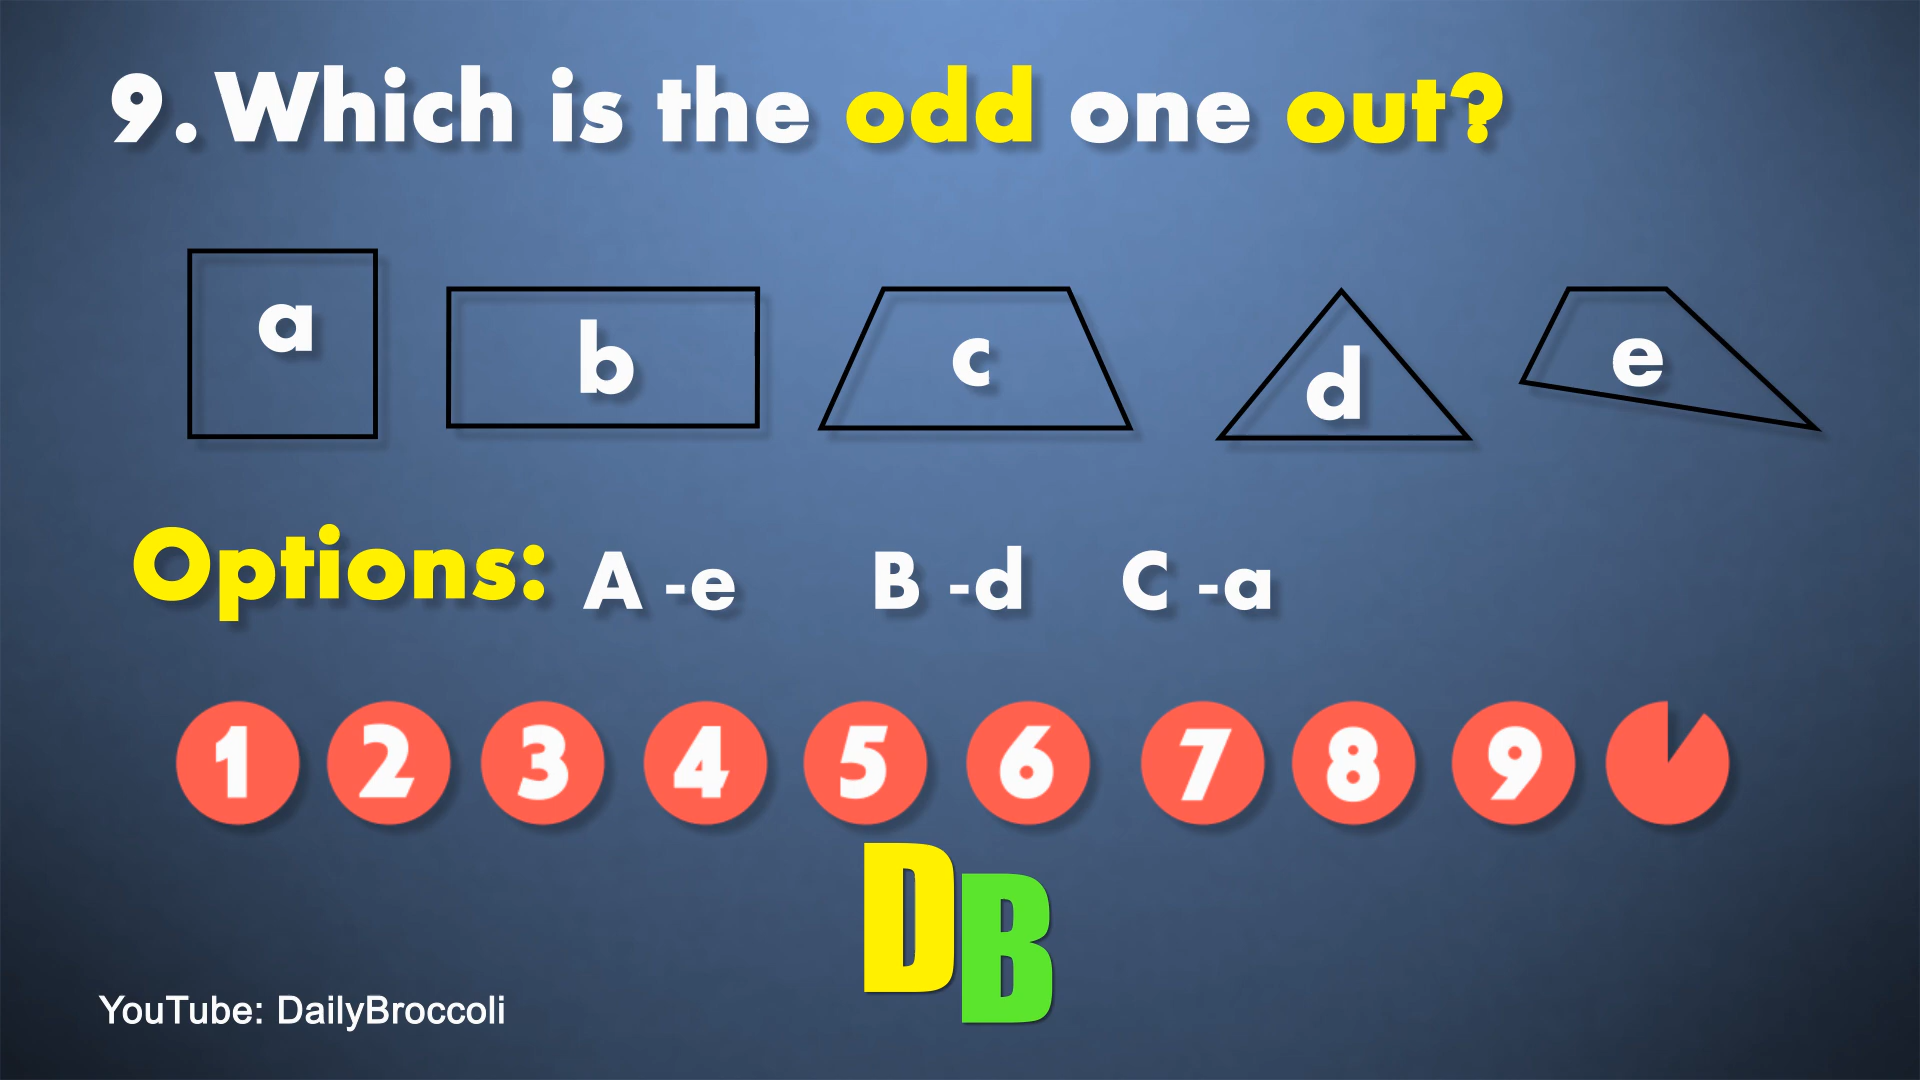 9. Which is the odd one out?
a b c d e
Options: A -e B -d C -a
1 2 3 4 5 6 7 8 9
DB
YouTube: DailyBroccoli